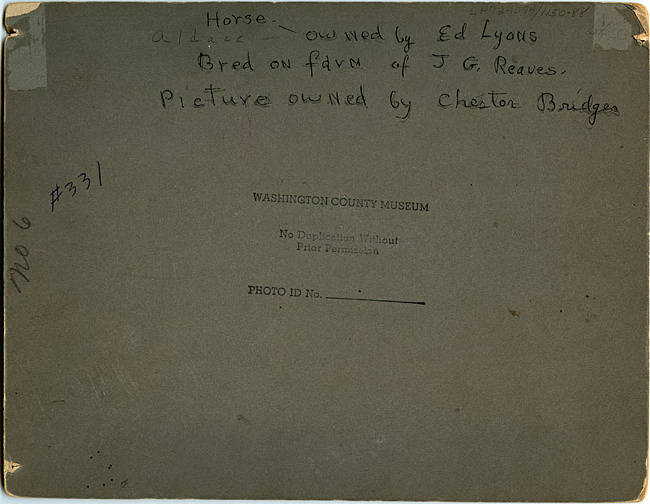 Horse
owned by Ed Lyons
Bred on farm of J. G. Reaves.
Picture owned by Chester Bridges
#331
No 6
WASHINGTON COUNTY MUSEUM
No Duplication Without
Prior Permission
PHOTO ID No.